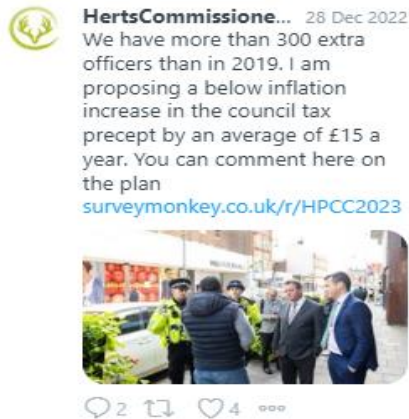 HertsCommissione... 28 Dec 2022
We have more than 300 extra
officers than in 2019. I am
proposing a below inflation
increase in the council tax
precept by an average of £15 a
year. You can comment here on
the plan
surveymonkey.co.uk/r/HPCC2023
2 4